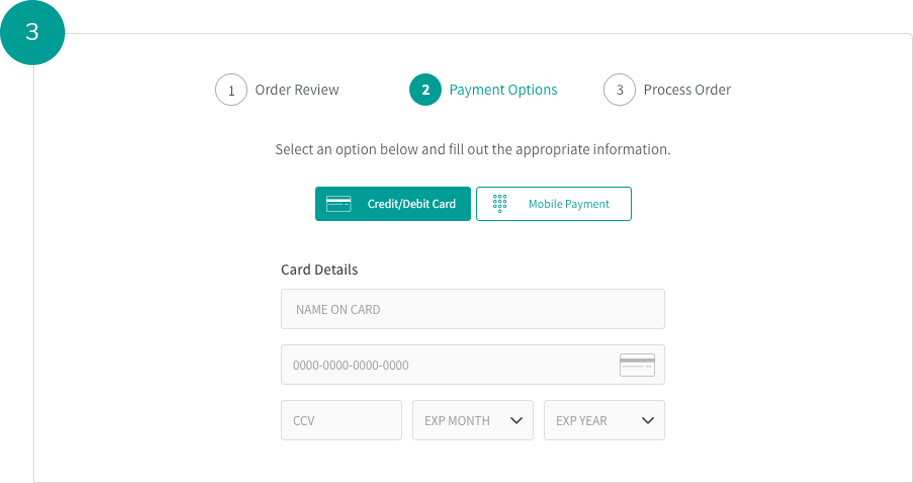 3
1 Order Review 2 Payment Options 3 Process Order
Select an option below and fill out the appropriate information.
Credit/Debit Card Mobile Payment
Card Details
NAME ON CARD
0000-0000-0000-0000
CCV EXP MONTH EXP YEAR